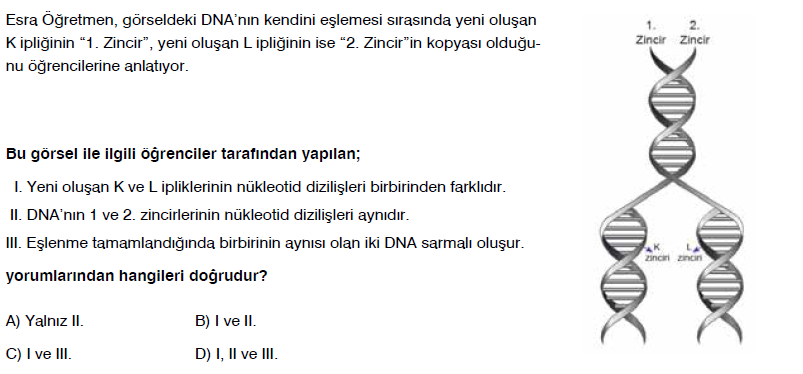 Esra Öğretmen, görseldeki DNA'nın kendini eşlemesi sırasında yeni oluşan
K ipliğinin "1. Zincir", yeni oluşan L ipliğinin ise "2. Zincir"in kopyası olduğu-
nu öğrencilerine anlatıyor.
Bu görsel ile ilgili öğrenciler tarafından yapılan;
I. Yeni oluşan K ve L ipliklerinin nükleotid dizilişleri birbirinden farklıdır.
II. DNA'nın 1 ve 2. zincirlerinin nükleotid dizilişleri aynıdır.
III. Eşlenme tamamlandığında birbirinin aynısı olan iki DNA sarmalı oluşur.
yorumlarından hangileri doğrudur?
A) Yalnız II.
B) I ve II.
C) I ve III.
D) I, II ve III.
1. 2.
Zincir Zincir
K L
zinciri zinciri